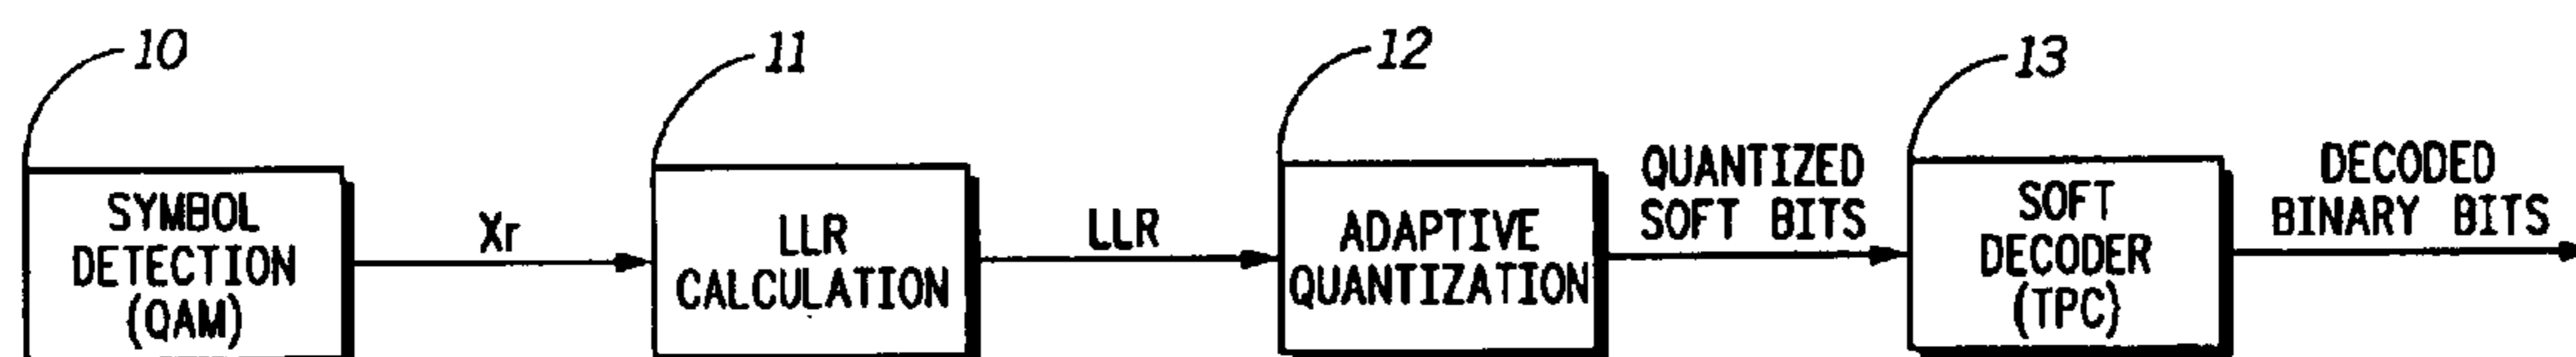 10
11
12
13
SYMBOL
DETECTION
(QAM)
Xr
LLR
CALCULATION
LLR
ADAPTIVE
QUANTIZATION
QUANTIZED
SOFT BITS
SOFT
DECODER
(TPC)
DECODED
BINARY BITS